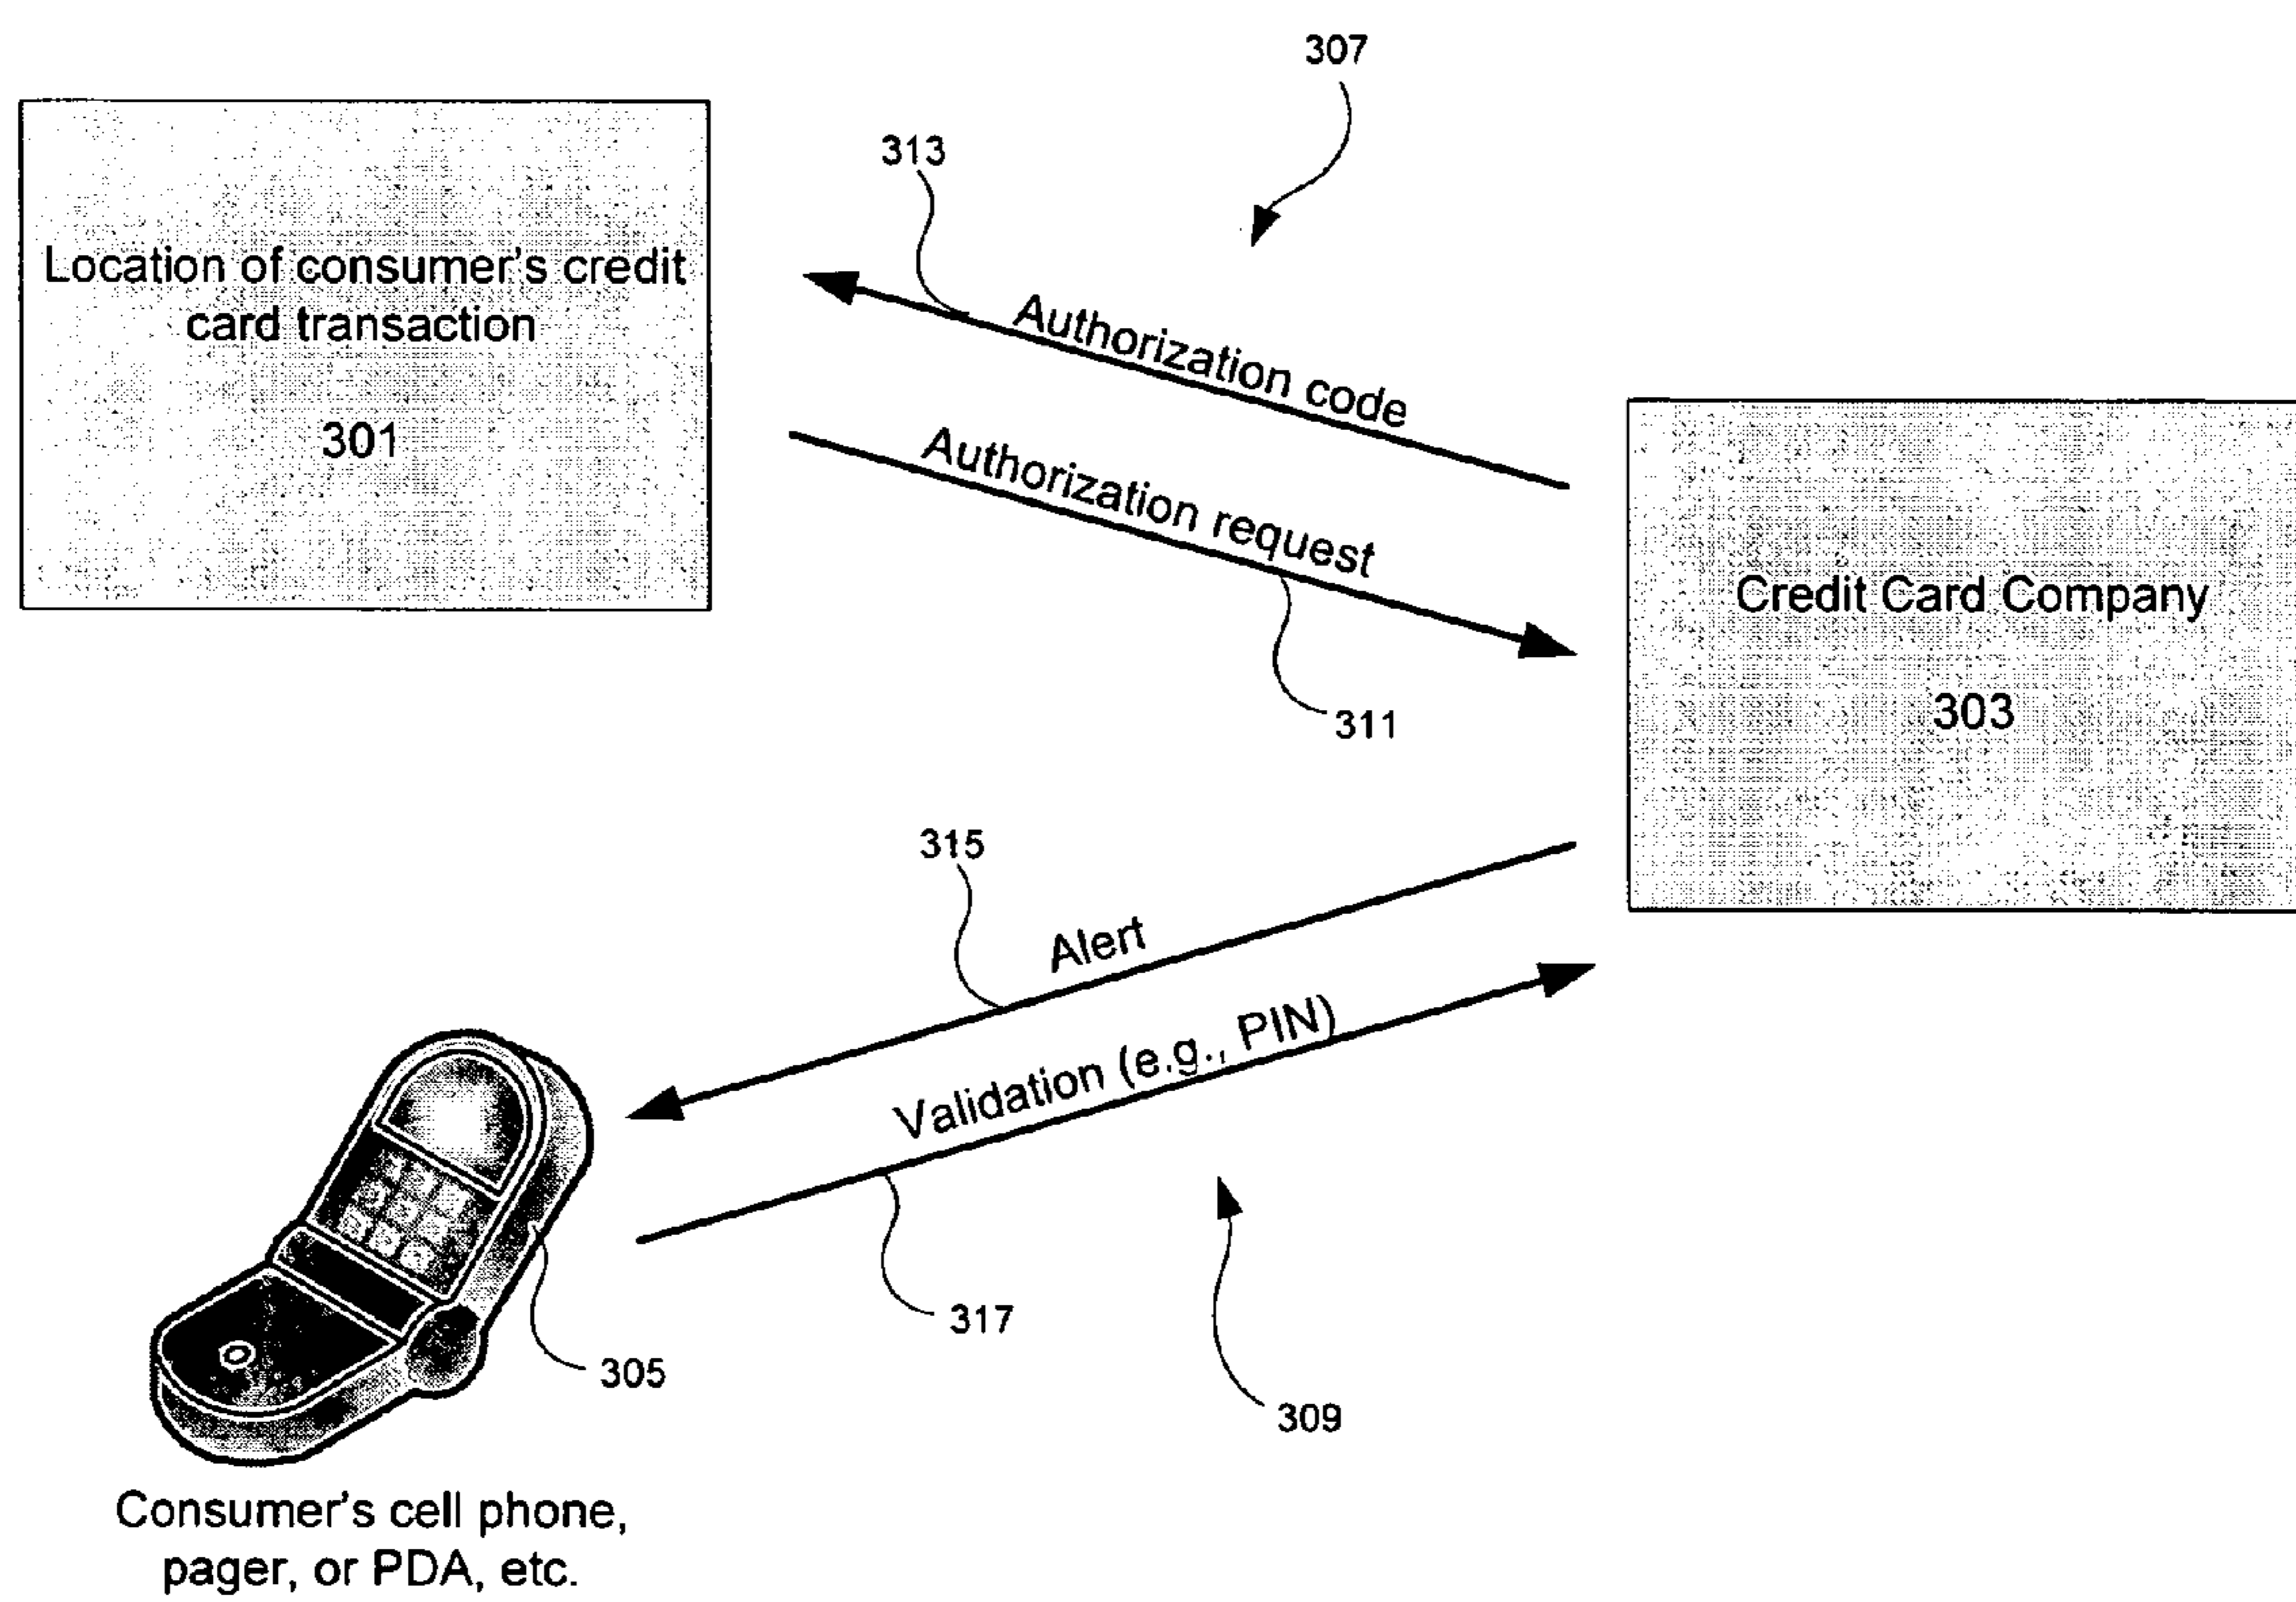 307
313
Location of consumer's credit
card transaction
301
Authorization code
Authorization request
311
Credit Card Company
303
315
Alert
Validation (e.g., PIN)
317
305
309
Consumer's cell phone,
pager, or PDA, etc.